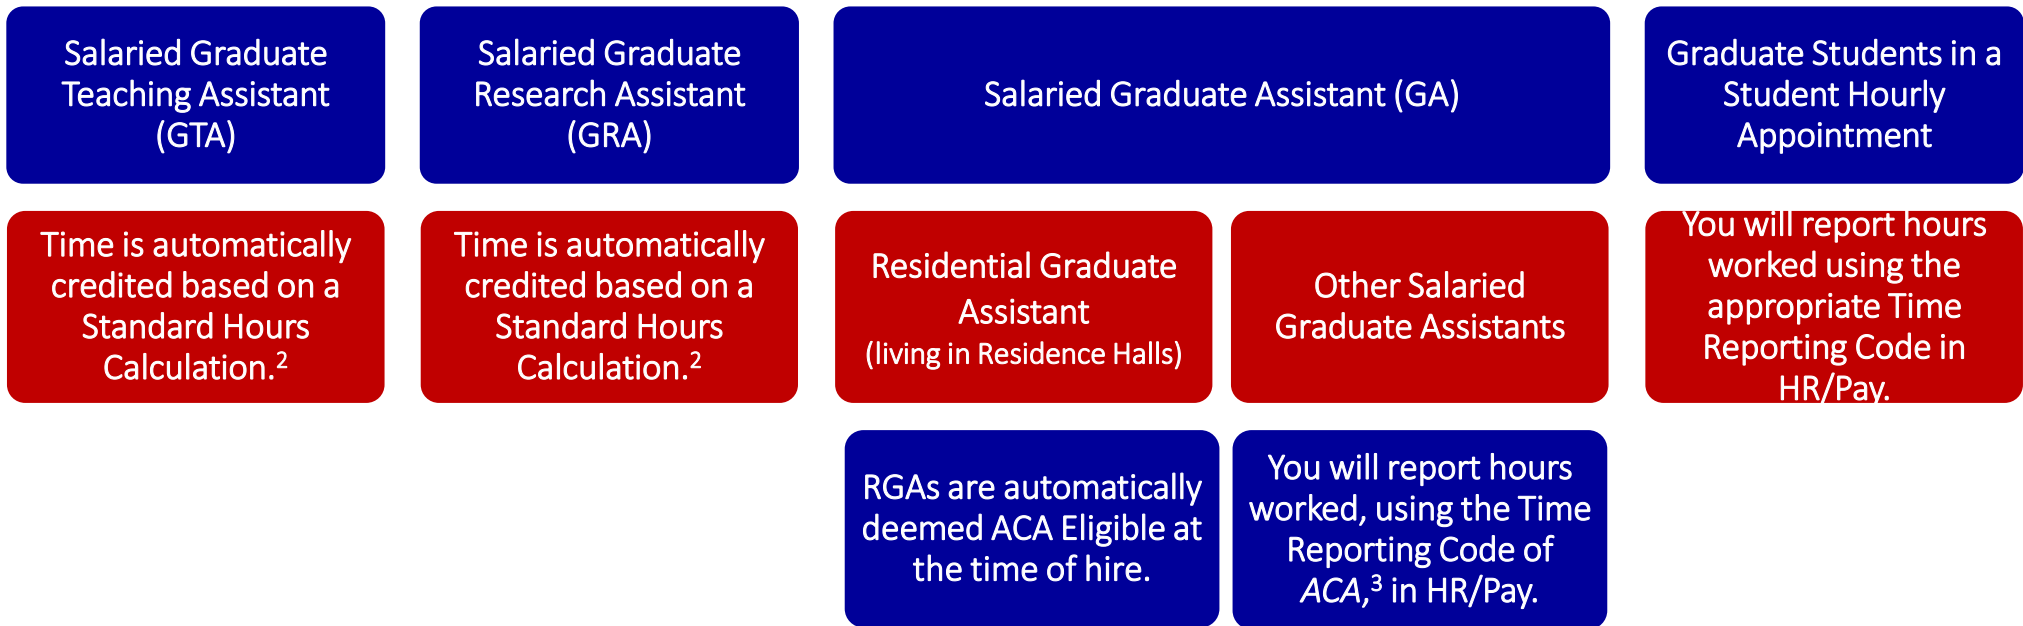 Salaried Graduate
Teaching Assistant
(GTA)
Salaried Graduate
Research Assistant
(GRA)
Salaried Graduate Assistant (GA)
Graduate Students in a
Student Hourly
Appointment
Time is automatically
credited based on a
Standard Hours
Calculation.²
Time is automatically
credited based on a
Standard Hours
Calculation.²
Residential Graduate
Assistant
(living in Residence Halls)
Other Salaried
Graduate Assistants
You will report hours
worked using the
appropriate Time
Reporting Code in
HR/Pay.
RGAs are automatically
deemed ACA Eligible at
the time of hire.
You will report hours
worked, using the Time
Reporting Code of
ACA,³ in HR/Pay.